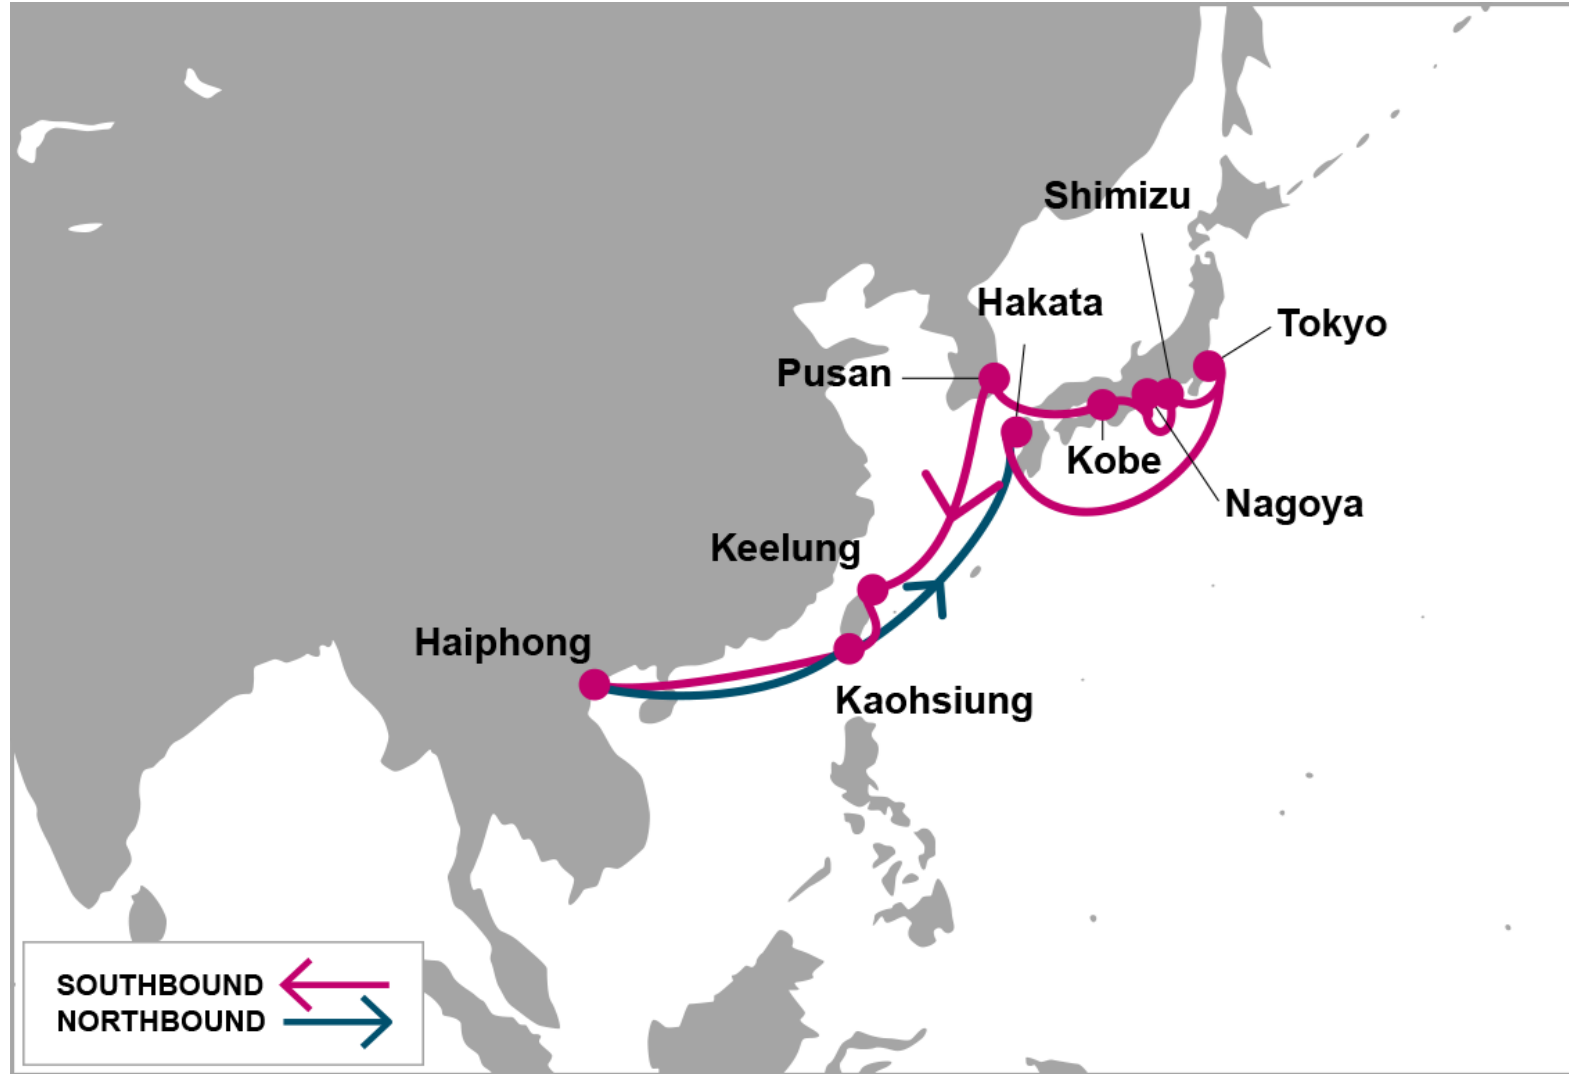 Shimizu
Hakata
Tokyo
Pusan
Kobe
Nagoya
Keelung
Haiphong
Kaohsiung
SOUTHBOUND
NORTHBOUND